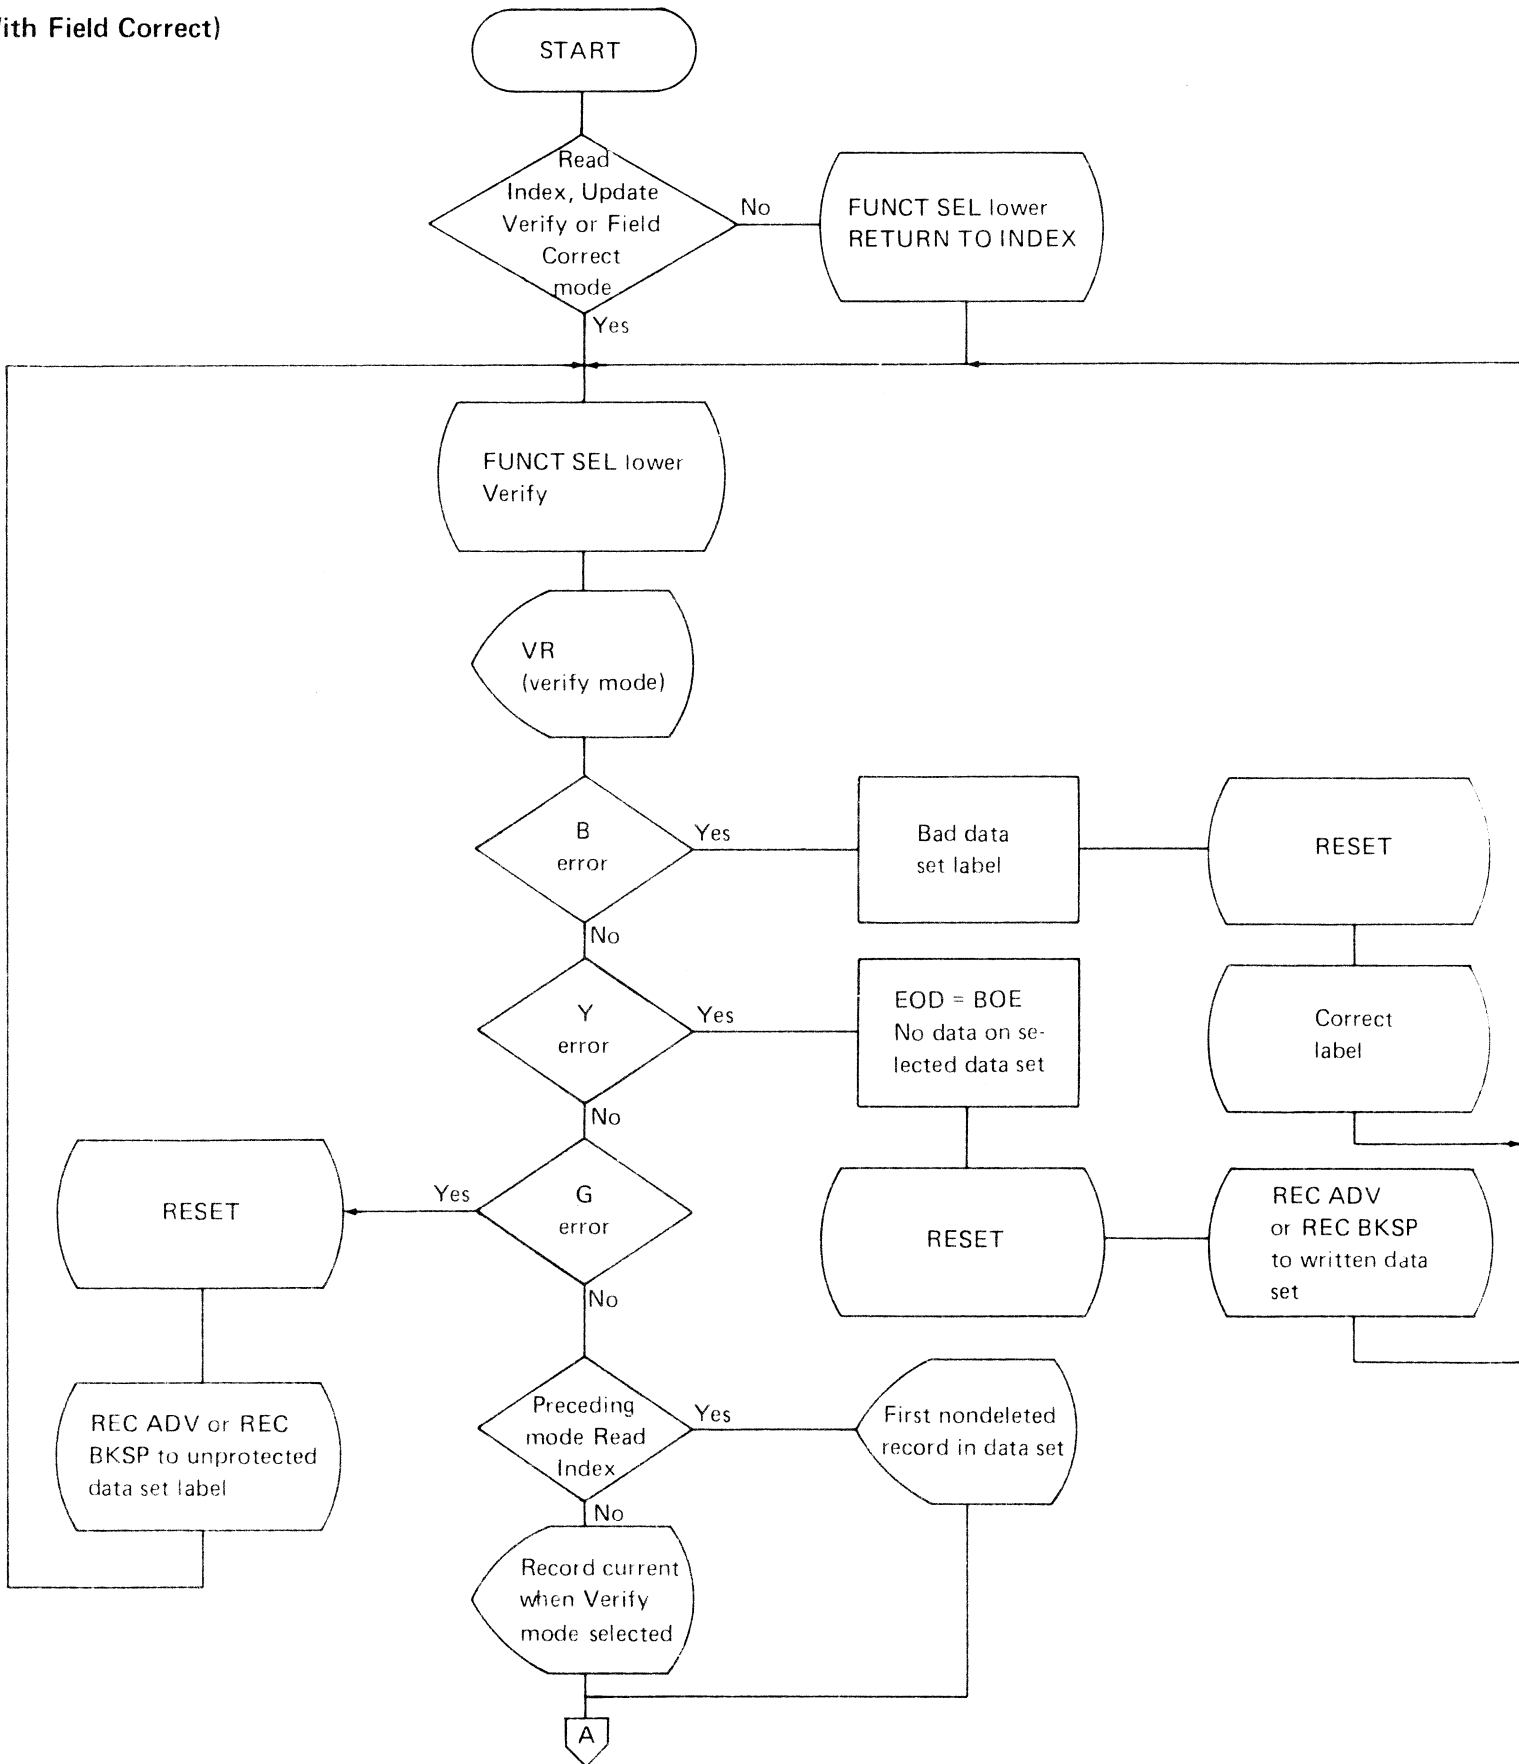 ith Field Correct)
START
Read
Index, Update
Verify or Field
Correct
mode
No
FUNCT SEL lower
RETURN TO INDEX
Yes
FUNCT SEL lower
Verify
VR
(verify mode)
B
error
Yes
Bad data
set label
RESET
No
Correct
label
Y
error
Yes
EOD = BOE
No data on se-
lected data set
No
G
error
Yes
RESET
RESET
REC ADV
or REC BKSP
to written data
set
No
REC ADV or REC
BKSP to unprotected
data set label
Preceding
mode Read
Index
Yes
First nondeleted
record in data set
No
Record current
when Verify
mode selected
A